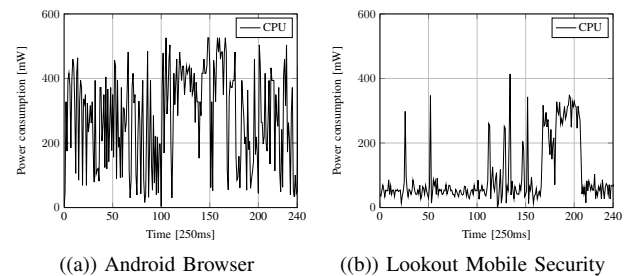 600
400
200
0
Power consumption [mW]
CPU
0 50 100 150 200 240
Time [250ms]
((a)) Android Browser
600
400
200
0
Power consumption [mW]
CPU
0 50 100 150 200 240
Time [250ms]
((b)) Lookout Mobile Security